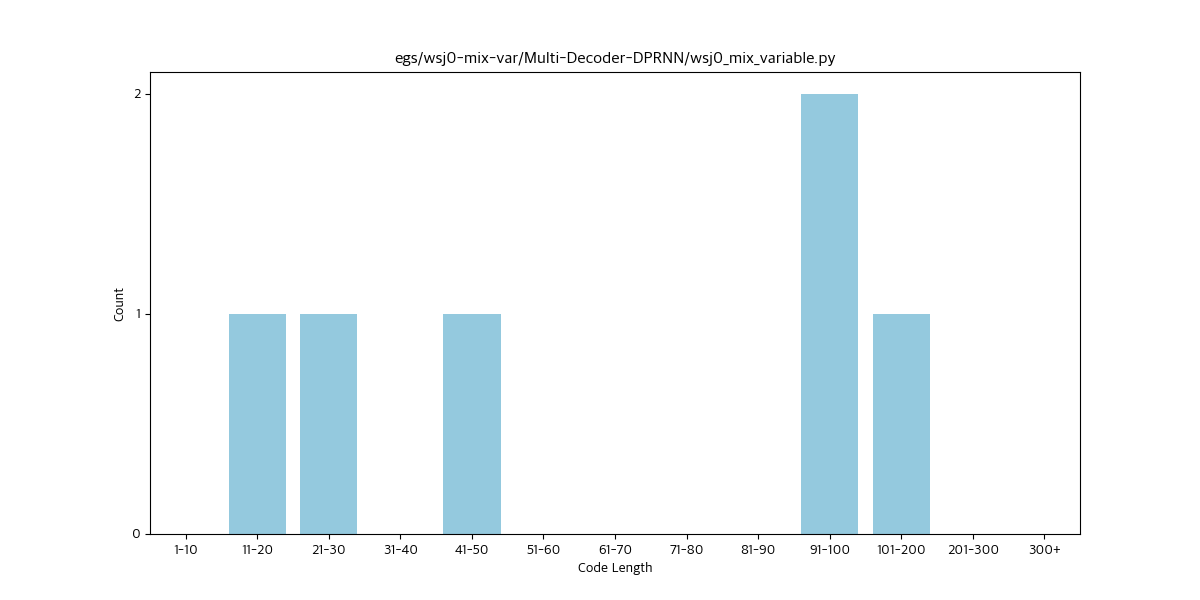 egs/wsj0-mix-var/Multi-Decoder-DPRNN/wsj0_mix_variable.py
2
1
0
Count
1-10 11-20 21-30 31-40 41-50 51-60 61-70 71-80 81-90 91-100 101-200 201-300 300+
Code Length